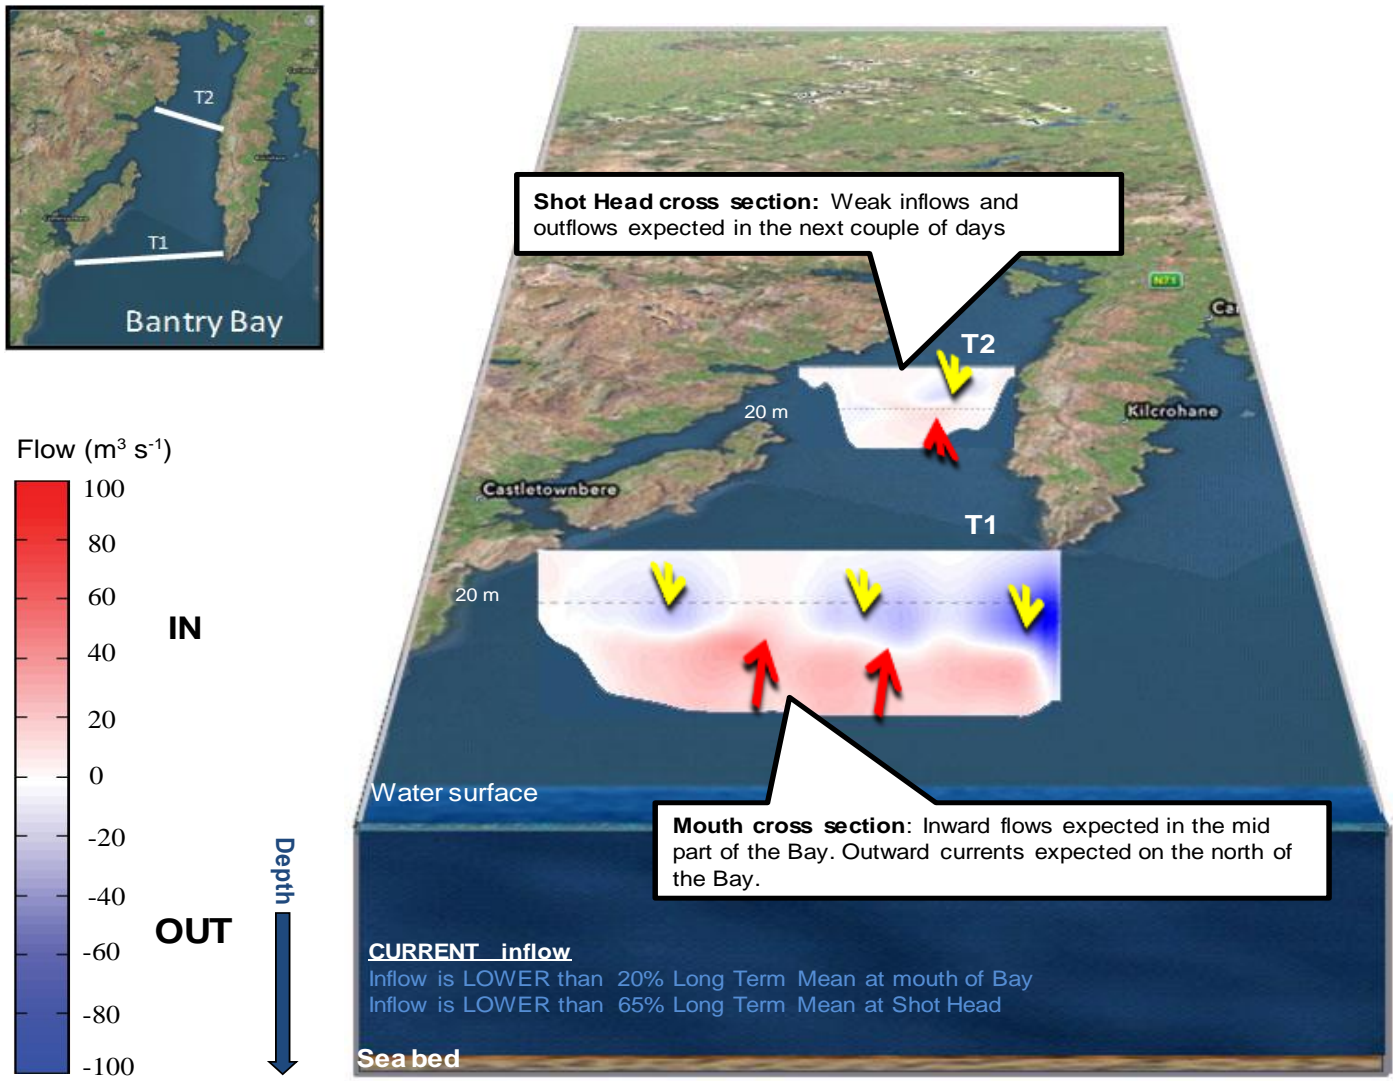 T2
T1
Bantry Bay
Shot Head cross section: Weak inflows and
outflows expected in the next couple of days
N71
T2
20 m
Kilcrohane
Castletownbere
T1
20 m
Flow (m³ s⁻¹)
100
80
60
40
20
0
-20
-40
-60
-80
-100
IN
OUT
Depth
Water surface
Mouth cross section: Inward flows expected in the mid
part of the Bay. Outward currents expected on the north of
the Bay.
CURRENT inflow
Inflow is LOWER than 20% Long Term Mean at mouth of Bay
Inflow is LOWER than 65% Long Term Mean at Shot Head
Sea bed